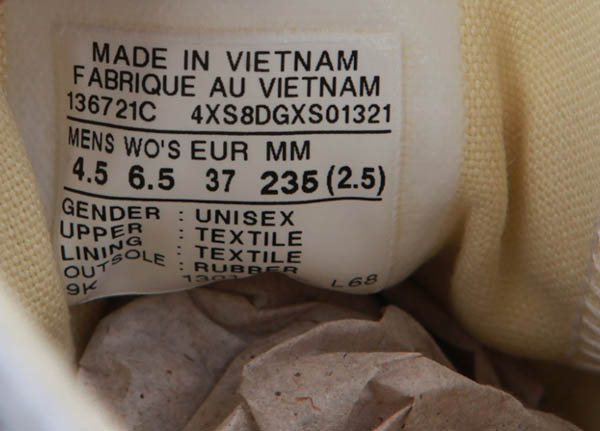 MADE IN VIETNAM
FABRIQUE AU VIETNAM
136721C 4XS8DGXS01321
MENS WO'S EUR MM
4.5 6.5 37 235 (2.5)
GENDER : UNISEX
UPPER : TEXTILE
LINING : TEXTILE
OUTSOLE : RUBBER
9K L68